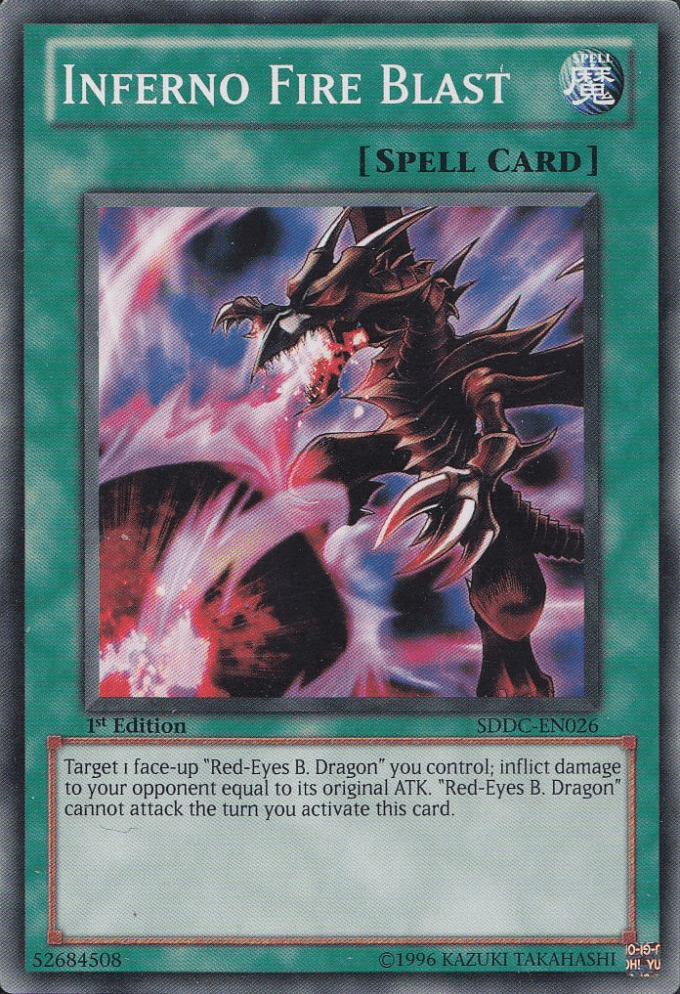 INFERNO FIRE BLAST
SPELL
魔
[SPELL CARD]
1st Edition
SDDC-EN026
Target 1 face-up "Red-Eyes B. Dragon" you control; inflict damage
to your opponent equal to its original ATK. "Red-Eyes B. Dragon"
cannot attack the turn you activate this card.
52684508
©1996 KAZUKI TAKAHASHI